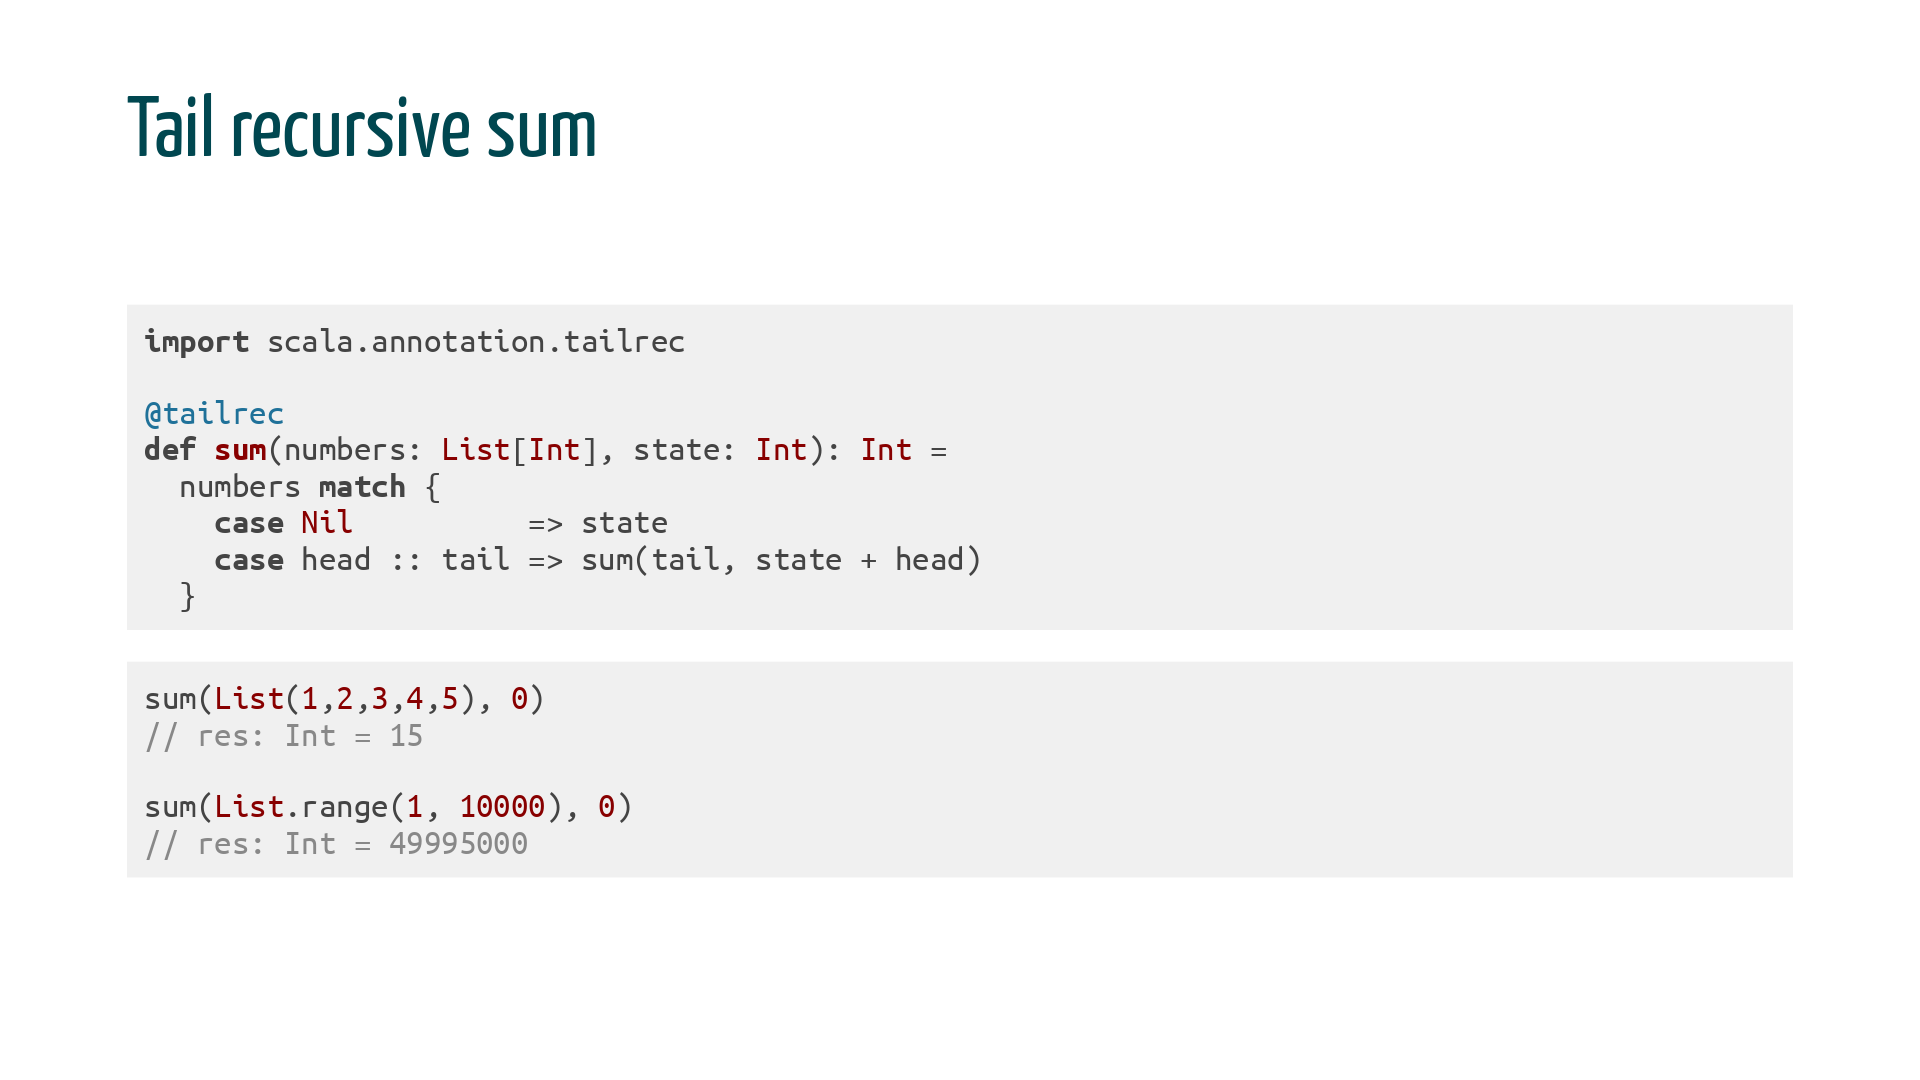 Tail recursive sum
import scala.annotation.tailrec
@tailrec
def sum(numbers: List[Int], state: Int): Int =
  numbers match {
    case Nil          => state
    case head :: tail => sum(tail, state + head)
  }
sum(List(1,2,3,4,5), 0)
// res: Int = 15
sum(List.range(1, 10000), 0)
// res: Int = 49995000